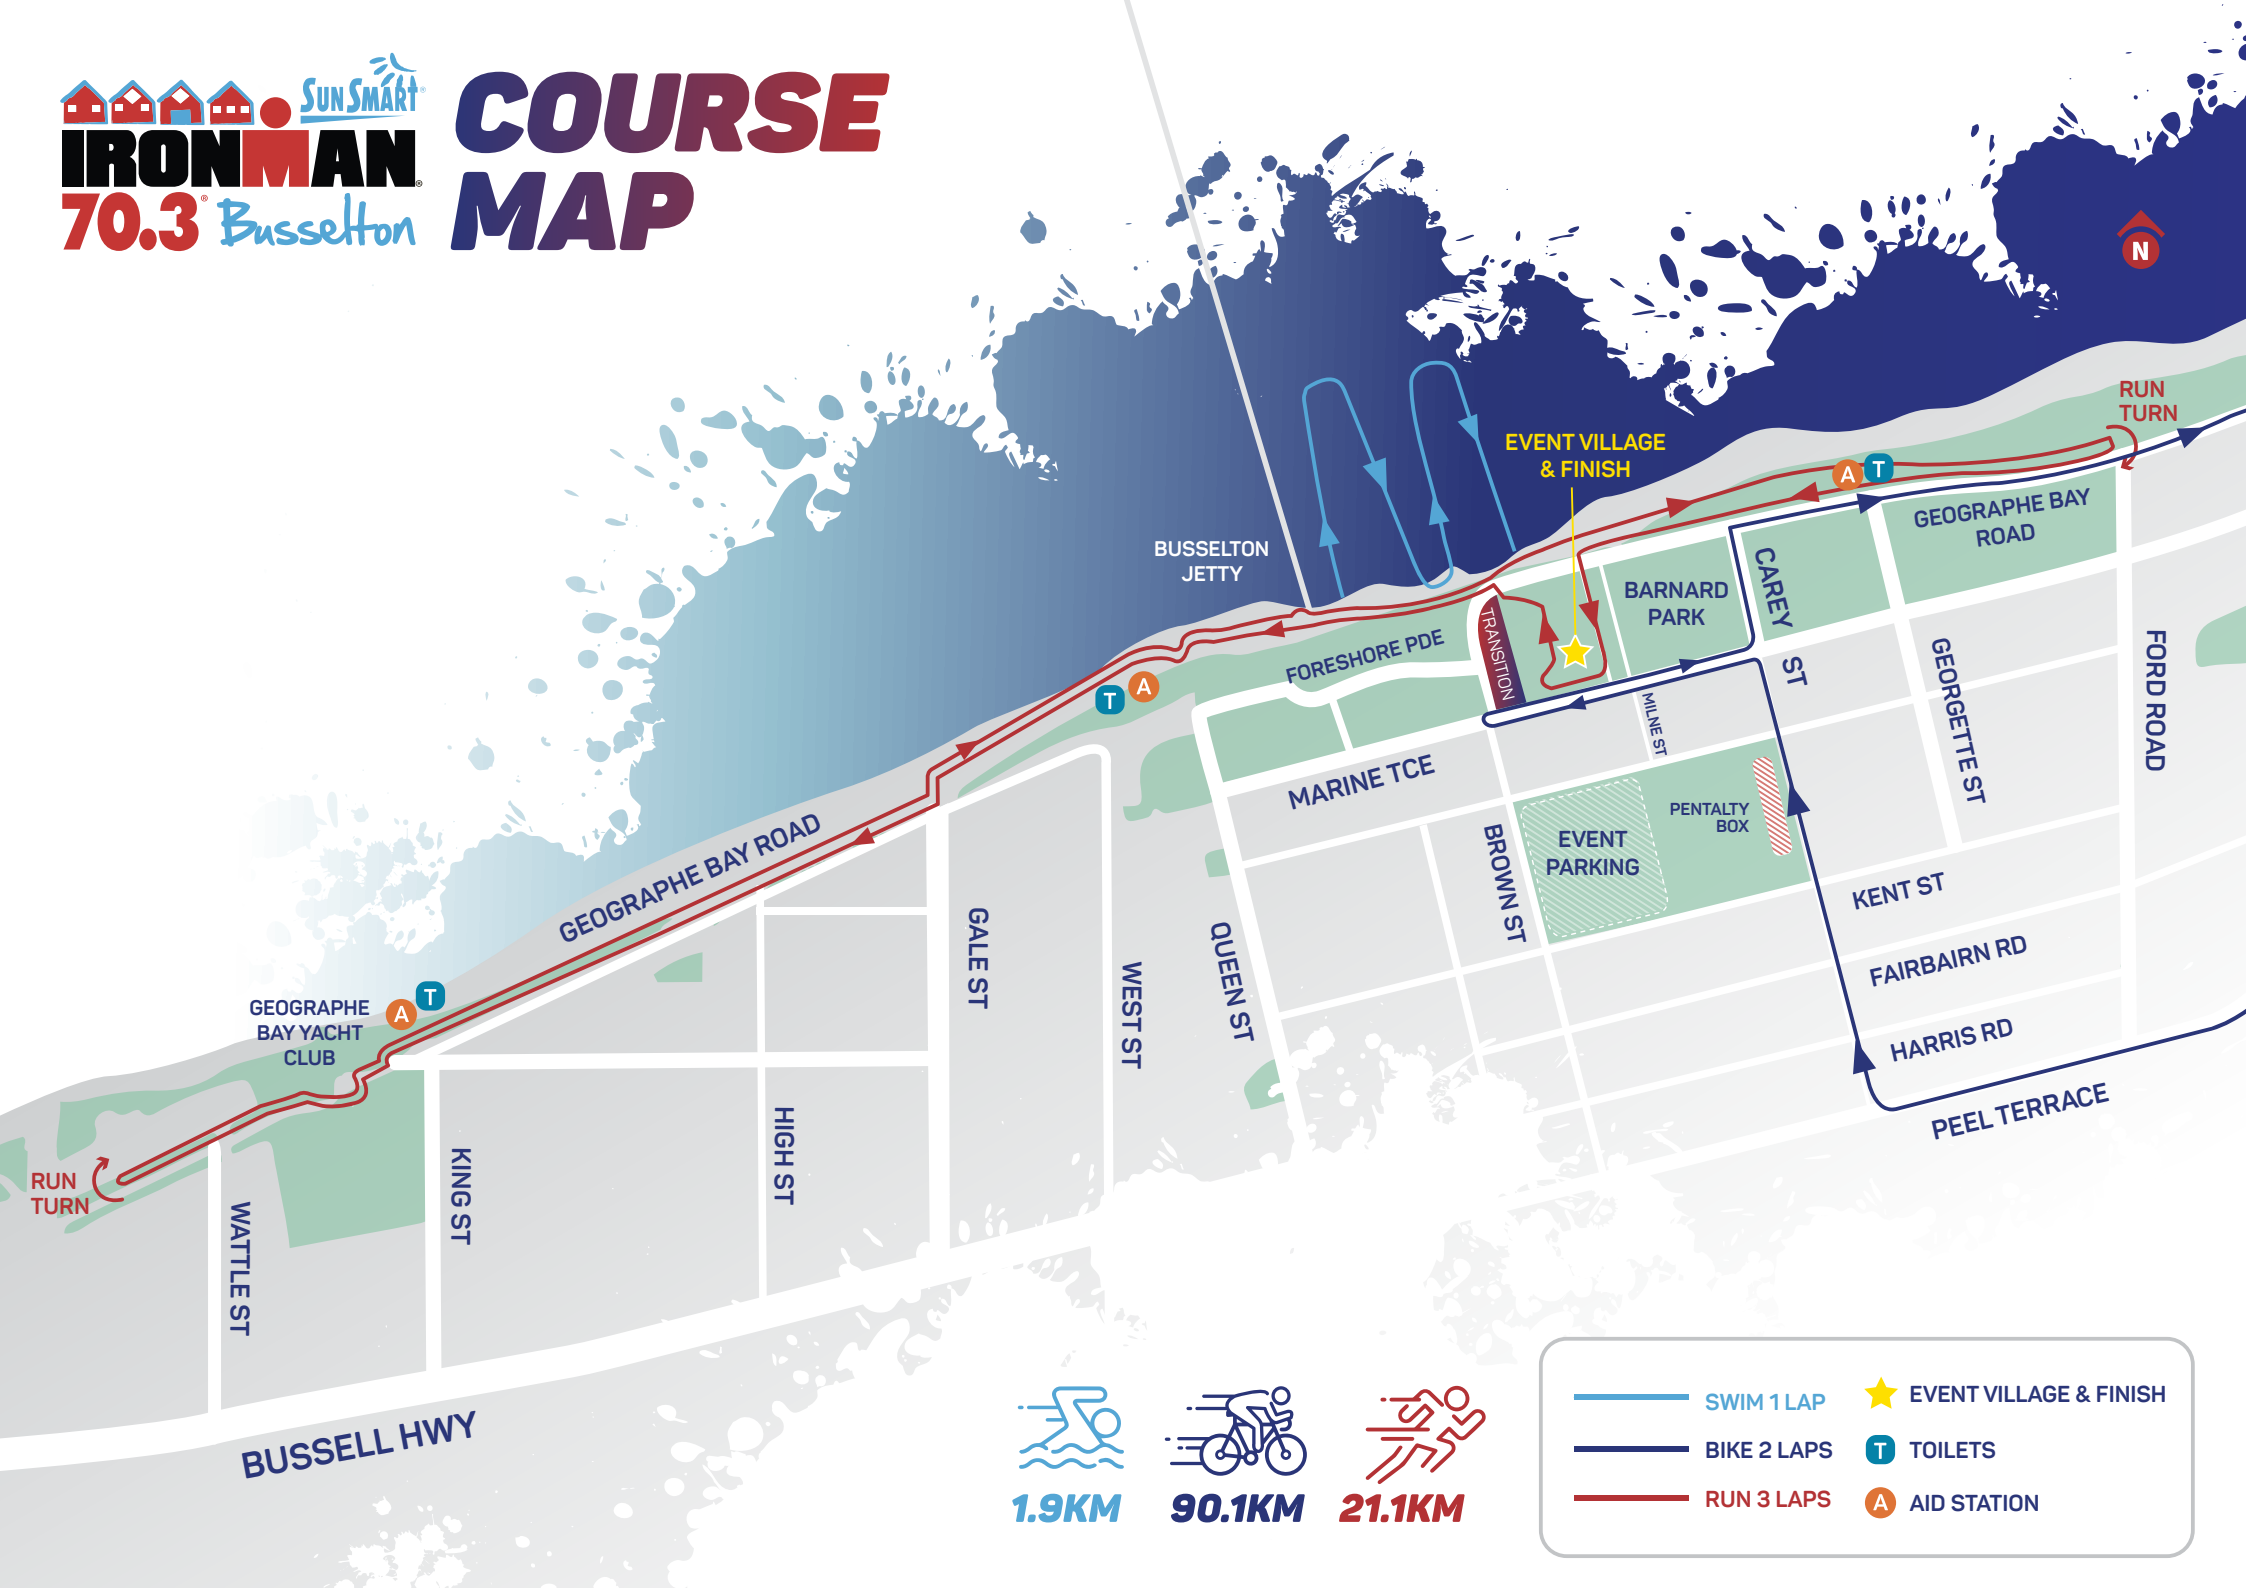 SUNSMART®
IRONMAN®
70.3® Busselton
COURSE
MAP
N
RUN
TURN
EVENT VILLAGE
& FINISH
A T
GEOGRAPHE BAY
ROAD
BUSSELTON
JETTY
CAREY
ST
BARNARD
PARK
TRANSITION
FORESHORE PDE
T A
MILNE ST
GEORGETTE ST
FORD ROAD
MARINE TCE
PENTALTY
BOX
EVENT
PARKING
BROWN ST
GEOGRAPHE BAY ROAD
KENT ST
FAIRBAIRN RD
HARRIS RD
PEEL TERRACE
GALE ST
WEST ST
QUEEN ST
GEOGRAPHE
BAY YACHT
CLUB
A T
RUN
TURN
WATTLE ST
KING ST
HIGH ST
BUSSELL HWY
1.9KM
90.1KM
21.1KM
SWIM 1 LAP
BIKE 2 LAPS
RUN 3 LAPS
EVENT VILLAGE & FINISH
T TOILETS
A AID STATION